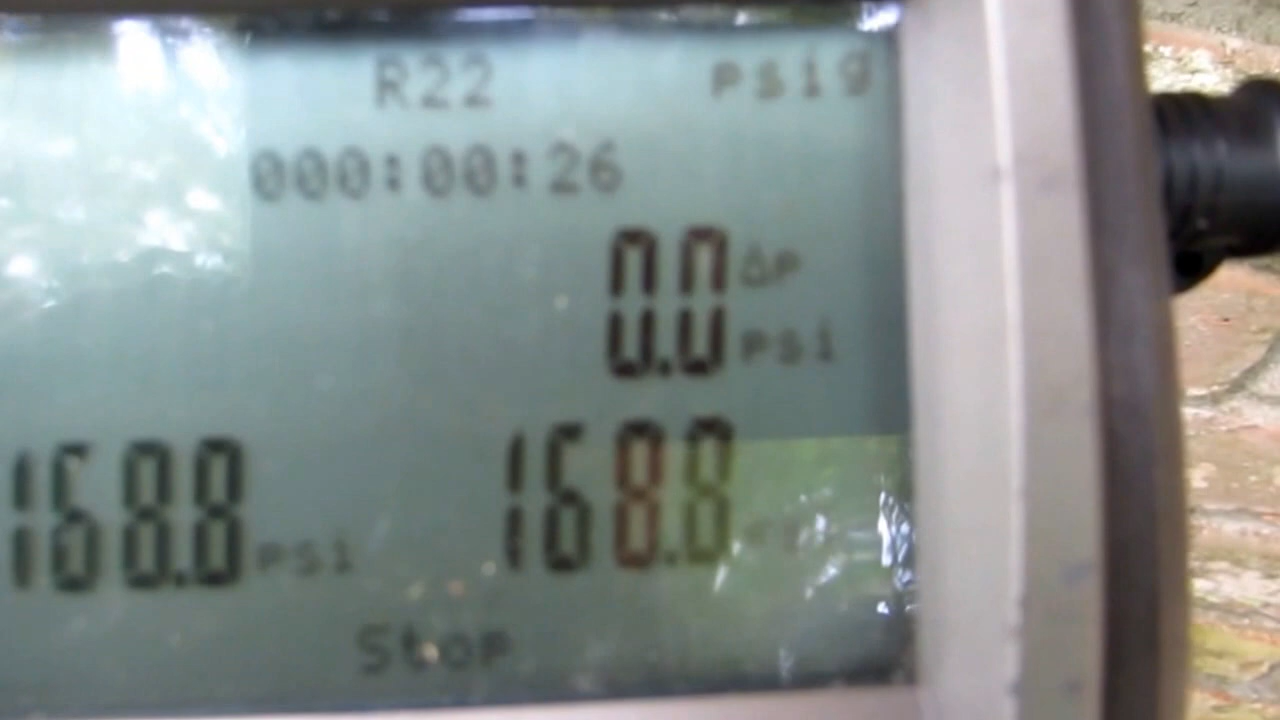 R22 psig
000:00:26
0.0 ΔP psi
168.8 psi 168.8
Stop